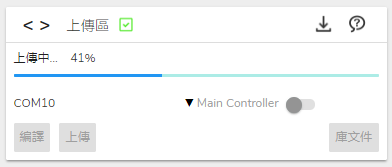 < > 上傳區
上傳中... 41%
COM10 ▼ Main Controller
編譯 上傳 庫文件